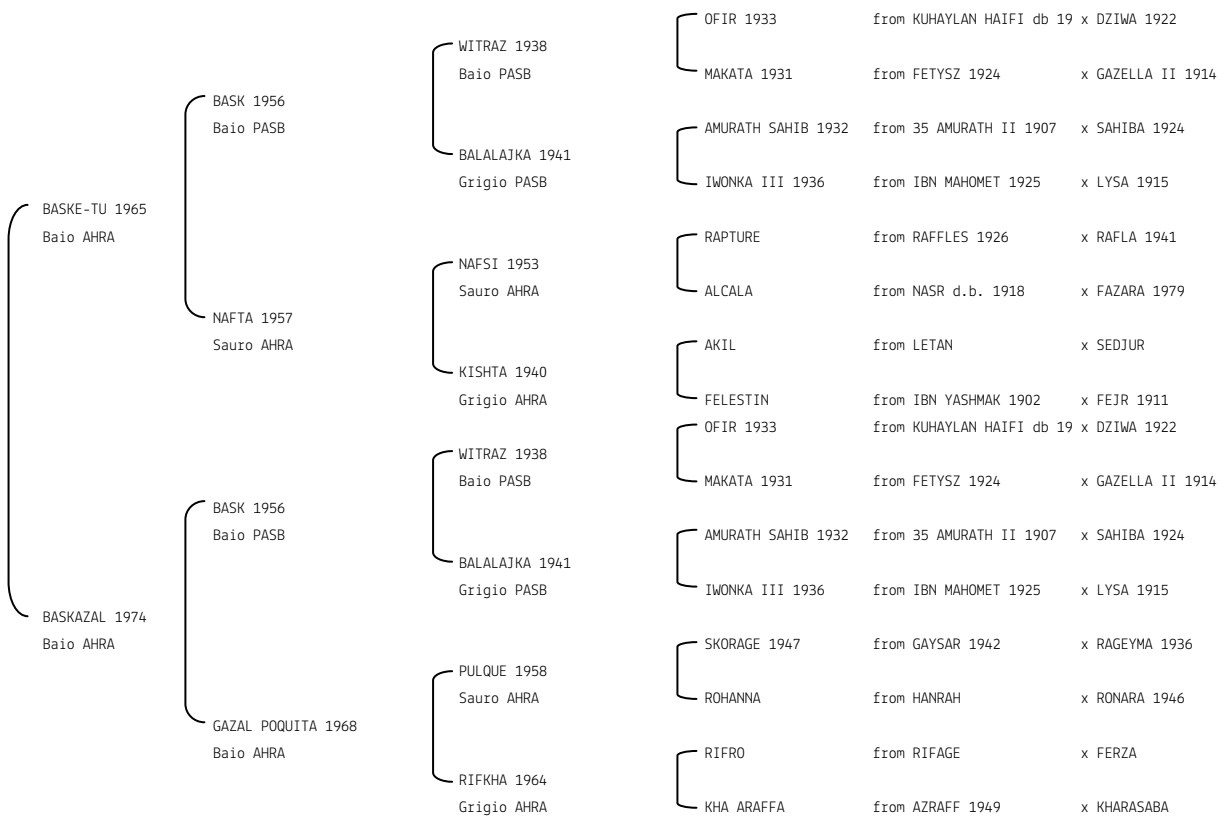 OFIR 1933 from KUHAYLAN HAIFI db 19 x DZIWA 1922
WITRAZ 1938
Baio PASB MAKATA 1931 from FETYSZ 1924 x GAZELLA II 1914
BASK 1956
Baio PASB AMURATH SAHIB 1932 from 35 AMURATH II 1907 x SAHIBA 1924
BALALAJKA 1941
Grigio PASB IWONKA III 1936 from IBN MAHOMET 1925 x LYSA 1915
BASKE-TU 1965
Baio AHRA RAPTURE from RAFFLES 1926 x RAFLA 1941
NAFSI 1953
Sauro AHRA ALCALA from NASR d.b. 1918 x FAZARA 1979
NAFTA 1957
Sauro AHRA AKIL from LETAN x SEDJUR
KISHTA 1940
Grigio AHRA FELESTIN from IBN YASHMAK 1902 x FEJR 1911
OFIR 1933 from KUHAYLAN HAIFI db 19 x DZIWA 1922
WITRAZ 1938
Baio PASB MAKATA 1931 from FETYSZ 1924 x GAZELLA II 1914
BASK 1956
Baio PASB AMURATH SAHIB 1932 from 35 AMURATH II 1907 x SAHIBA 1924
BALALAJKA 1941
Grigio PASB IWONKA III 1936 from IBN MAHOMET 1925 x LYSA 1915
BASKAZAL 1974
Baio AHRA SKORAGE 1947 from GAYSAR 1942 x RAGEYMA 1936
PULQUE 1958
Sauro AHRA ROHANNA from HANRAH x RONARA 1946
GAZAL POQUITA 1968
Baio AHRA RIFRO from RIFAGE x FERZA
RIFKHA 1964
Grigio AHRA KHA ARAFFA from AZRAFF 1949 x KHARASABA